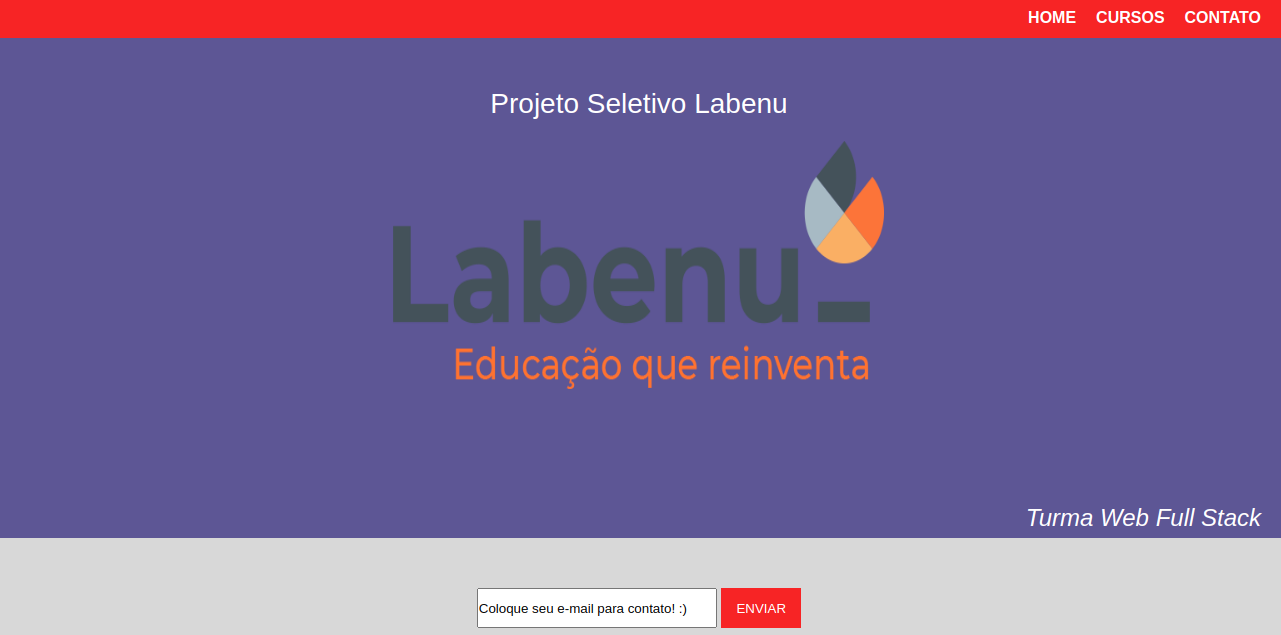 HOME CURSOS CONTATO
Projeto Seletivo Labenu
Labenu_
Educação que reinventa
Turma Web Full Stack
Coloque seu e-mail para contato! :) ENVIAR